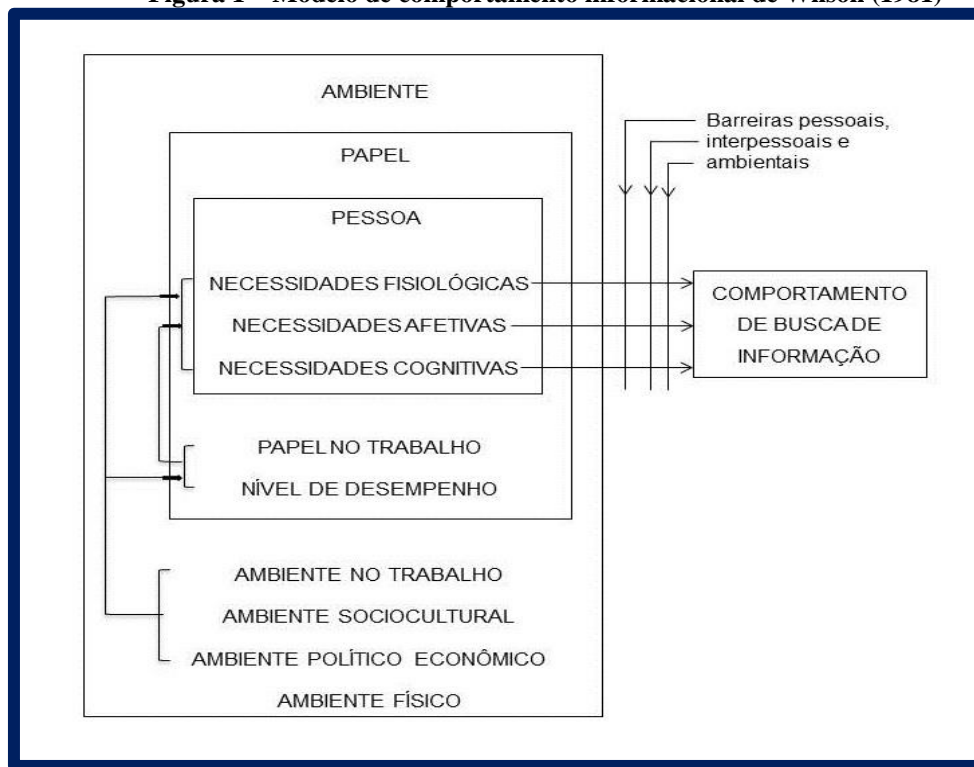 Figura 1 – Modelo de comportamento informacional de Wilson (1981)
AMBIENTE
PAPEL
PESSOA
NECESSIDADES FISIOLÓGICAS
NECESSIDADES AFETIVAS
NECESSIDADES COGNITIVAS
PAPEL NO TRABALHO
NÍVEL DE DESEMPENHO
AMBIENTE NO TRABALHO
AMBIENTE SOCIOCULTURAL
AMBIENTE POLÍTICO ECONÔMICO
AMBIENTE FÍSICO
Barreiras pessoais,
interpessoais e
ambientais
COMPORTAMENTO
DE BUSCA DE
INFORMAÇÃO